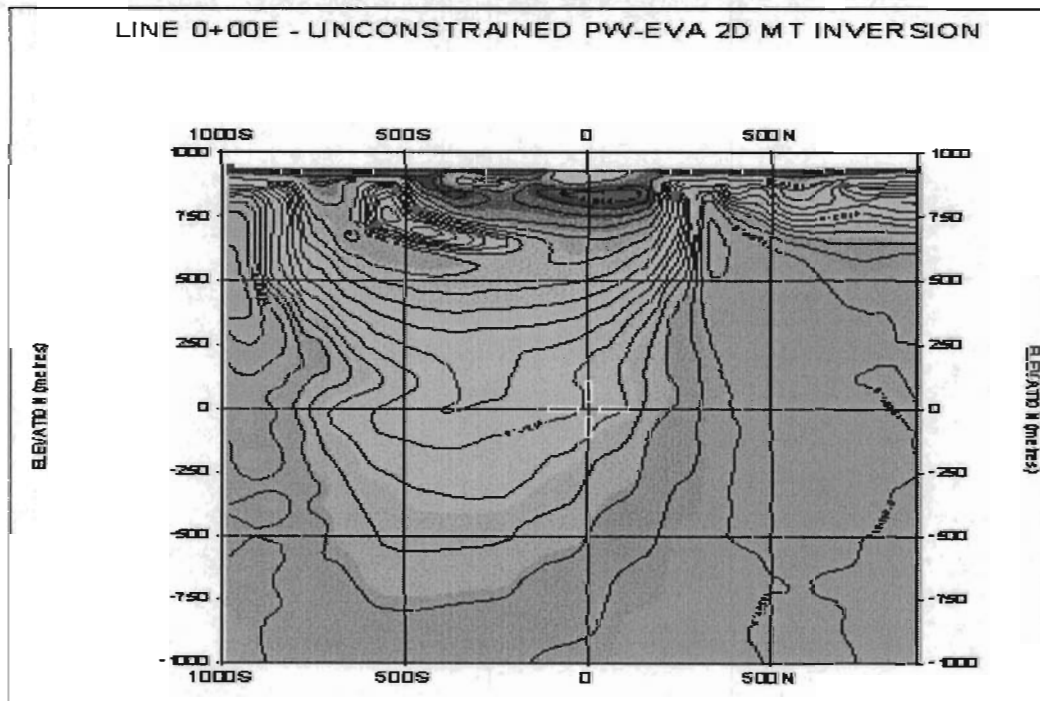 LINE 0+00E - UNCONSTRAINED PW-EVA 2D MT INVERSION
1000S 500S 0 500N
1000 1000
750 750
500 500
250 250
0 0
-250 -250
-500 -500
-750 -750
-1000 -1000
1000S 500S 0 500N
ELEVATION (metres)
ELEVATION (metres)